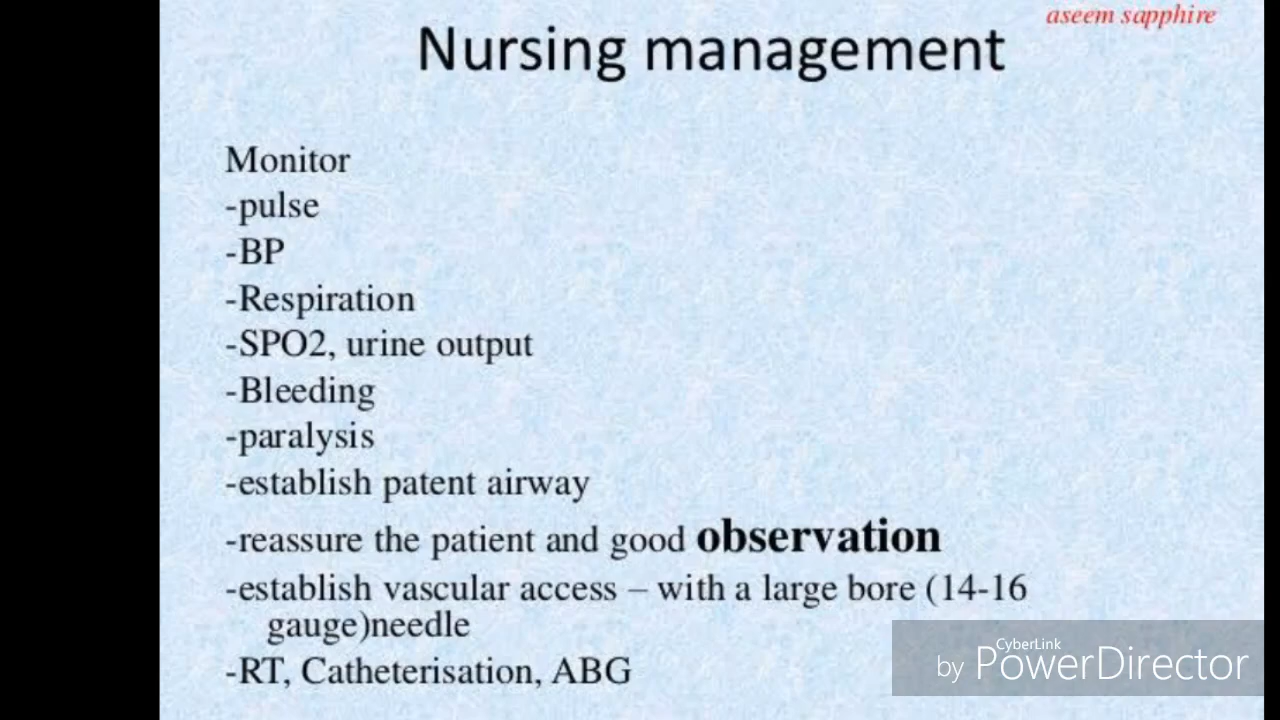 aseem sapphire
Nursing management
Monitor
-pulse
-BP
-Respiration
-SPO2, urine output
-Bleeding
-paralysis
-establish patent airway
-reassure the patient and good observation
-establish vascular access – with a large bore (14-16
gauge)needle
-RT, Catheterisation, ABG
CyberLink
by PowerDirector